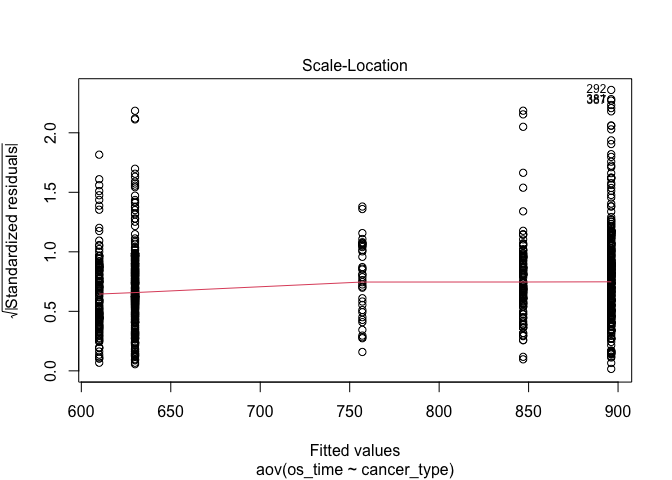 Scale-Location
√|Standardized residuals|
0.0 0.5 1.0 1.5 2.0
292
387
600 650 700 750 800 850 900
Fitted values
aov(os_time ~ cancer_type)